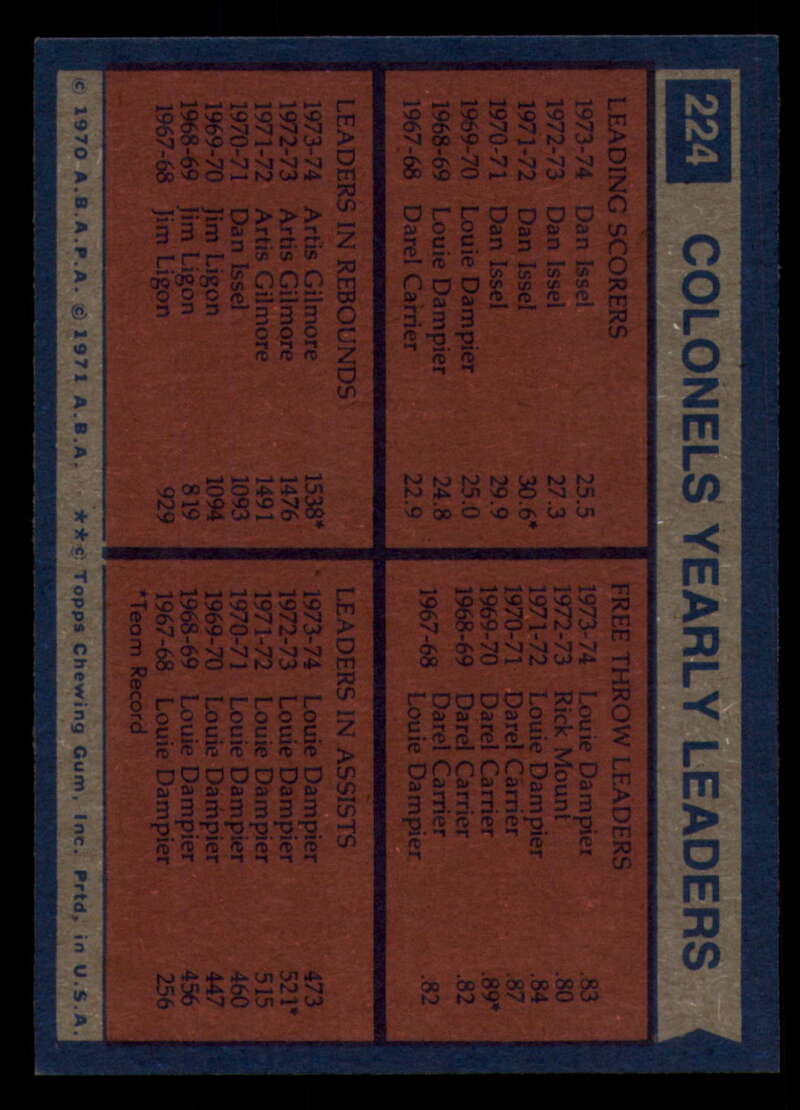 224 COLONELS YEARLY LEADERS
LEADING SCORERS
1973-74 Dan Issel 25.5
1972-73 Dan Issel 27.3
1971-72 Dan Issel 30.6*
1970-71 Dan Issel 29.9
1969-70 Louie Dampier 25.0
1968-69 Louie Dampier 24.8
1967-68 Darel Carrier 22.9
FREE THROW LEADERS
1973-74 Louie Dampier .83
1972-73 Rick Mount .80
1971-72 Louie Dampier .84
1970-71 Darel Carrier .87
1969-70 Darel Carrier .89*
1968-69 Darel Carrier .82
1967-68 Louie Dampier .82
LEADERS IN REBOUNDS
1973-74 Artis Gilmore 1538*
1972-73 Artis Gilmore 1476
1971-72 Artis Gilmore 1491
1970-71 Dan Issel 1093
1969-70 Jim Ligon 1094
1968-69 Jim Ligon 819
1967-68 Jim Ligon 929
LEADERS IN ASSISTS
1973-74 Louie Dampier 473
1972-73 Louie Dampier 521*
1971-72 Louie Dampier 515
1970-71 Louie Dampier 460
1969-70 Louie Dampier 447
1968-69 Louie Dampier 456
1967-68 Louie Dampier 256
*Team Record
© 1970 A.B.A.P.A. © 1971 A.B.A. **© Topps Chewing Gum, Inc. Prtd, in U.S.A.